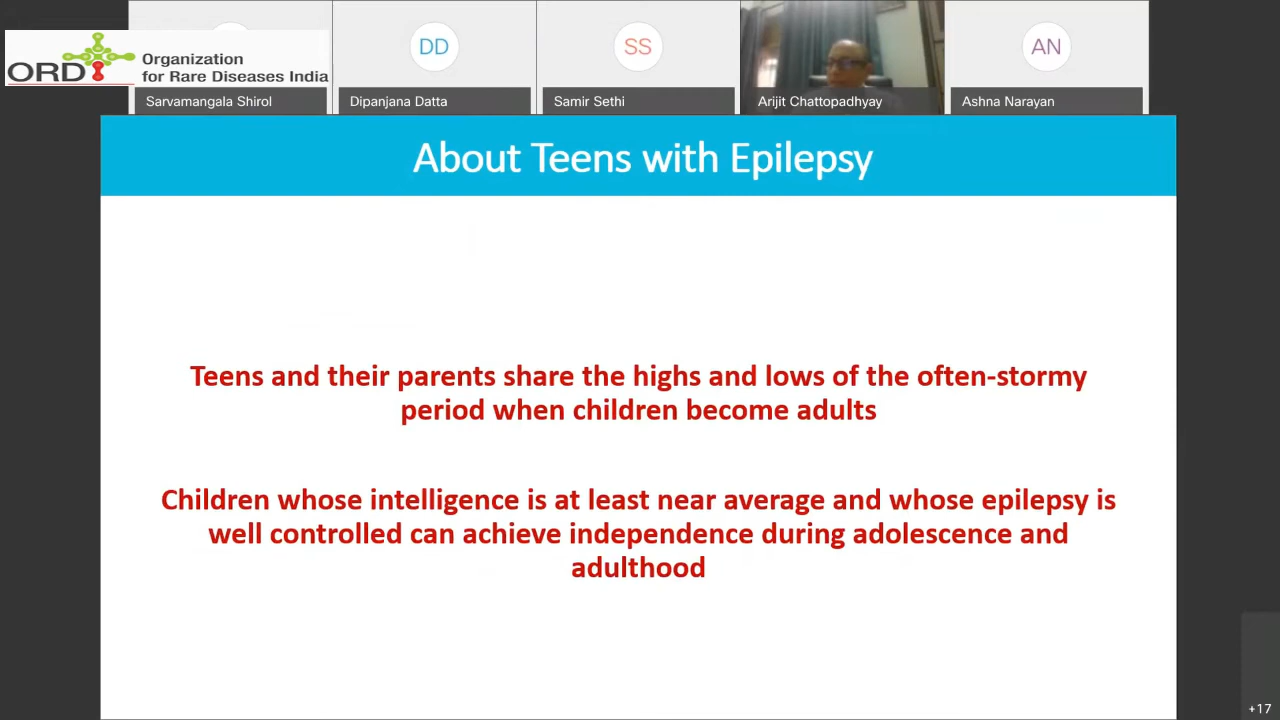 ORD
Organization
for Rare Diseases India
DD
SS
AN
Sarvamangala Shirol
Dipanjana Datta
Samir Sethi
Arijit Chattopadhyay
Ashna Narayan
About Teens with Epilepsy
Teens and their parents share the highs and lows of the often-stormy
period when children become adults
Children whose intelligence is at least near average and whose epilepsy is
well controlled can achieve independence during adolescence and
adulthood
+17